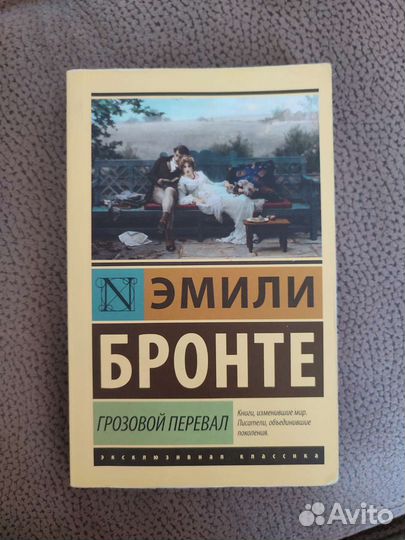 N
ЭМИЛИ
БРОНТЕ
ГРОЗОВОЙ ПЕРЕВАЛ
Книги, изменившие мир.
Писатели, объединившие
поколения.
эксклюзивная классика
Avito